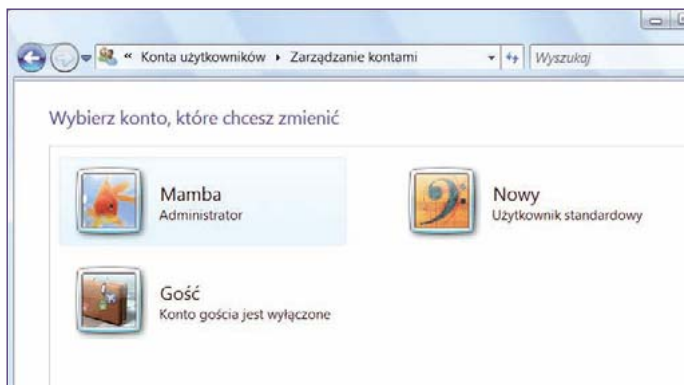 « Konta użytkowników ▸ Zarządzanie kontami
Wyszukaj
Wybierz konto, które chcesz zmienić
Mamba
Administrator
Nowy
Użytkownik standardowy
Gość
Konto gościa jest wyłączone